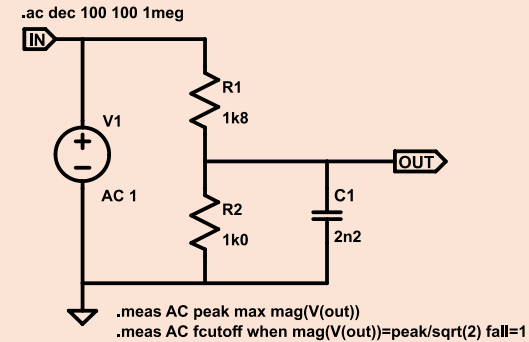 .ac dec 100 100 1meg
IN
R1
1k8
V1
+
−
AC 1
OUT
R2
1k0
C1
2n2
.meas AC peak max mag(V(out))
.meas AC fcutoff when mag(V(out))=peak/sqrt(2) fall=1